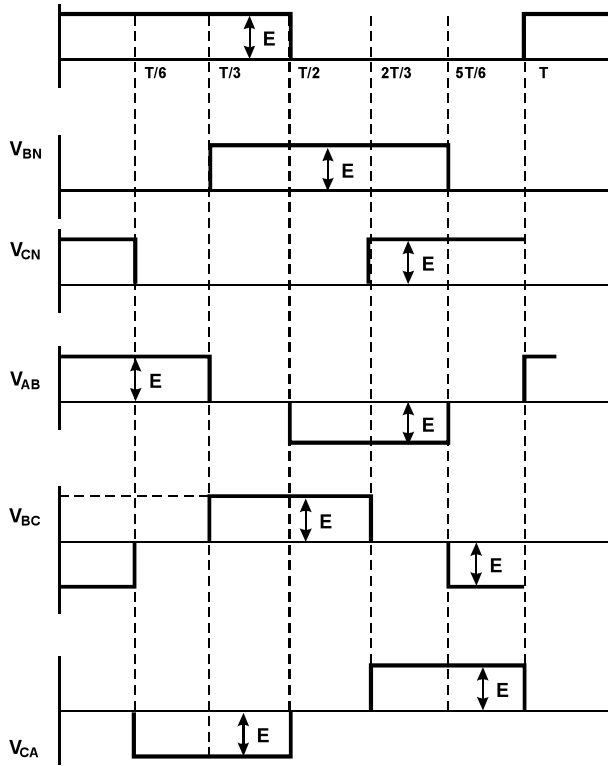 E
T/6 T/3 T/2 2T/3 5T/6 T
V_BN E
V_CN E
V_AB E E
V_BC E E
E
V_CA E